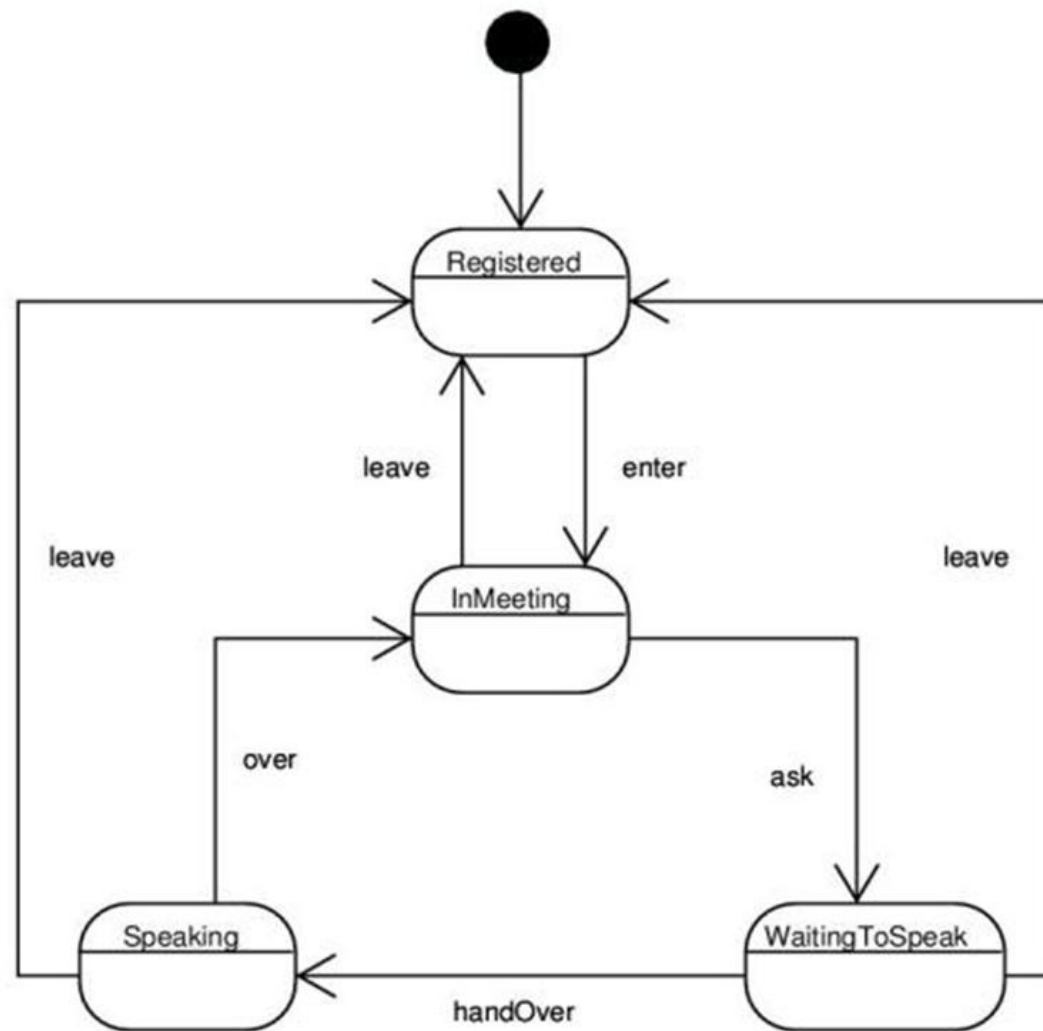 Registered
leave
enter
leave
leave
InMeeting
over
ask
Speaking
WaitingToSpeak
handOver